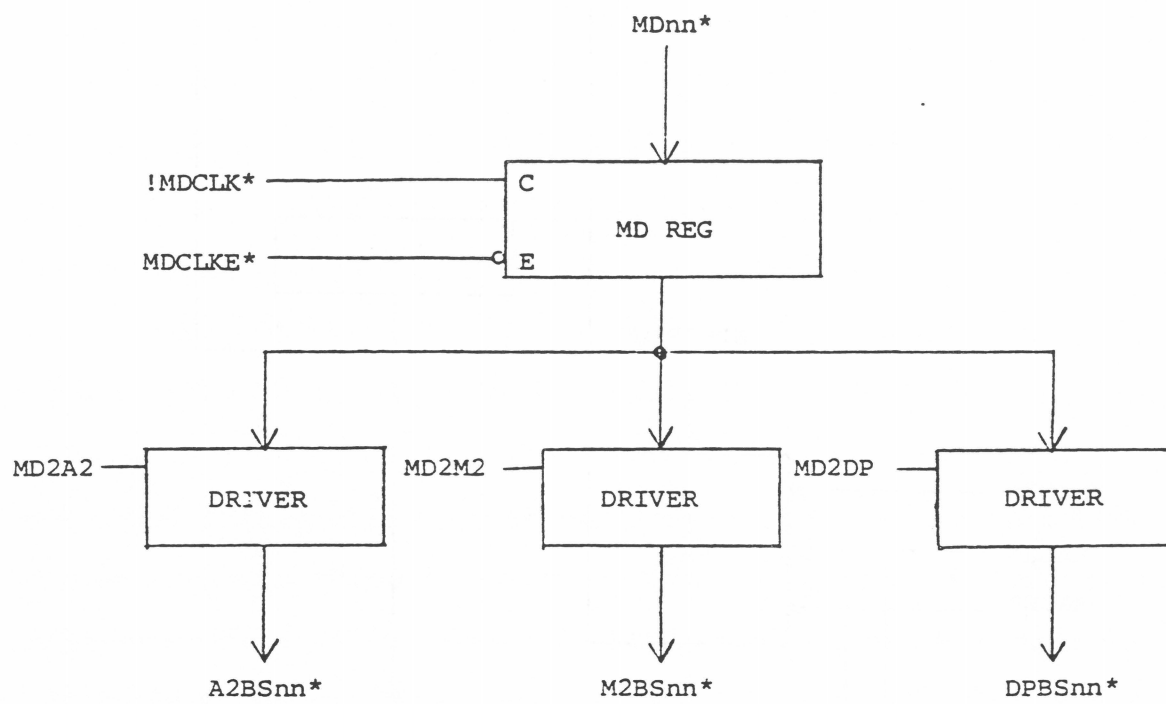 MDnn*
!MDCLK*
C
MD REG
MDCLKE*
E
MD2A2
DRIVER
MD2M2
DRIVER
MD2DP
DRIVER
A2BSnn*
M2BSnn*
DPBSnn*